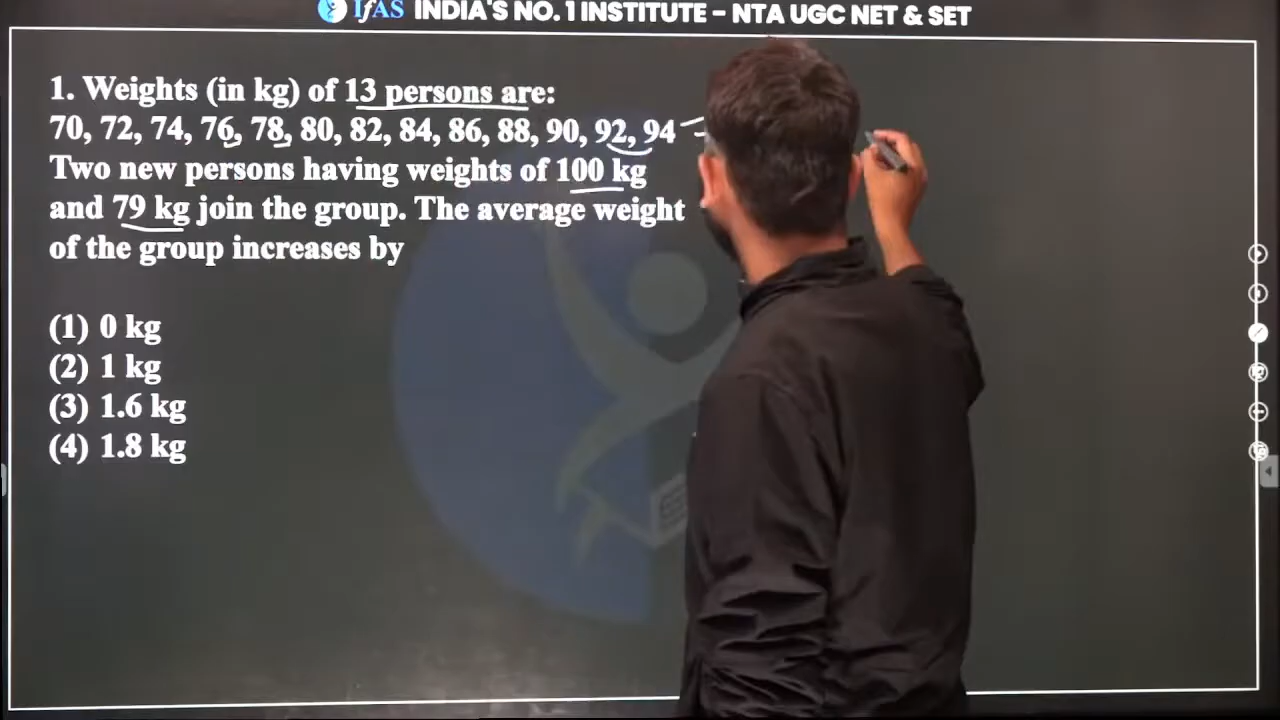 IfAS INDIA'S NO. 1 INSTITUTE – NTA UGC NET & SET
1. Weights (in kg) of 13 persons are:
70, 72, 74, 76, 78, 80, 82, 84, 86, 88, 90, 92, 94
Two new persons having weights of 100 kg
and 79 kg join the group. The average weight
of the group increases by
(1) 0 kg
(2) 1 kg
(3) 1.6 kg
(4) 1.8 kg